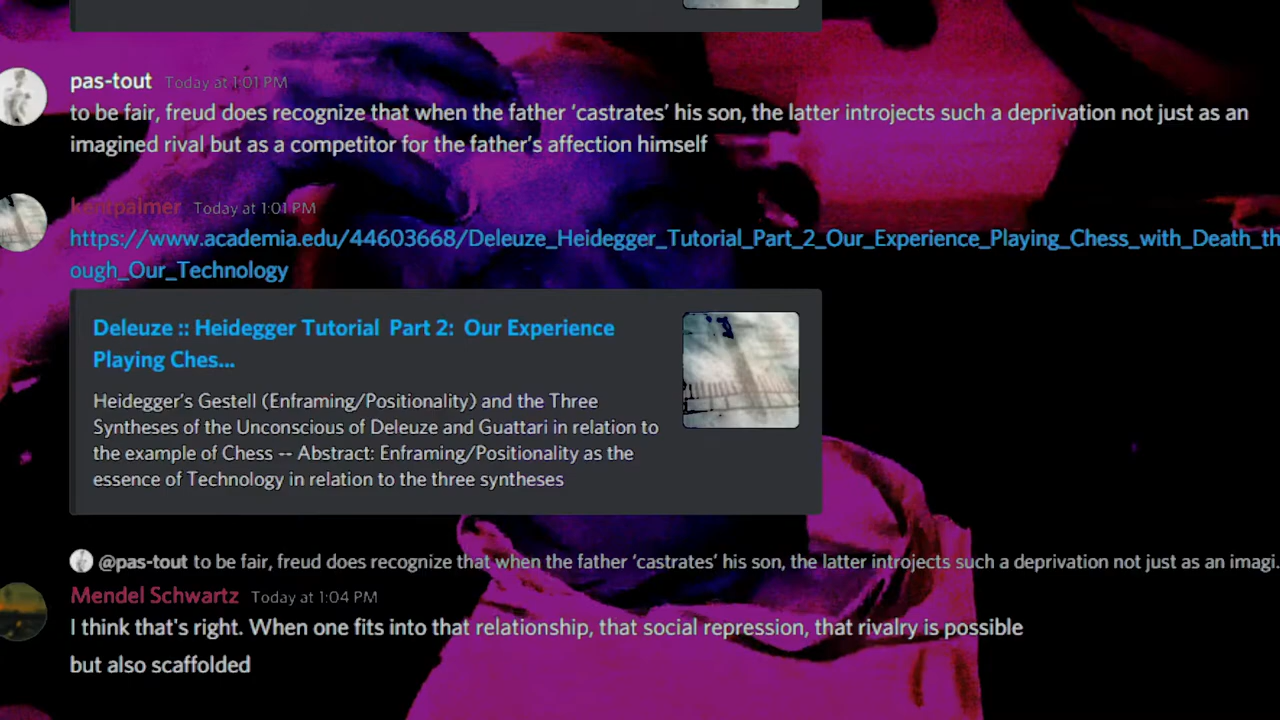 pas-tout Today at 1:01 PM
to be fair, freud does recognize that when the father ‘castrates’ his son, the latter introjects such a deprivation not just as an
imagined rival but as a competitor for the father’s affection himself
kentpalmer Today at 1:01 PM
https://www.academia.edu/44603668/Deleuze_Heidegger_Tutorial_Part_2_Our_Experience_Playing_Chess_with_Death_th
ough_Our_Technology
Deleuze :: Heidegger Tutorial Part 2: Our Experience
Playing Ches...
Heidegger's Gestell (Enframing/Positionality) and the Three
Syntheses of the Unconscious of Deleuze and Guattari in relation to
the example of Chess -- Abstract: Enframing/Positionality as the
essence of Technology in relation to the three syntheses
@pas-tout to be fair, freud does recognize that when the father ‘castrates’ his son, the latter introjects such a deprivation not just as an imagi.
Mendel Schwartz Today at 1:04 PM
I think that's right. When one fits into that relationship, that social repression, that rivalry is possible
but also scaffolded